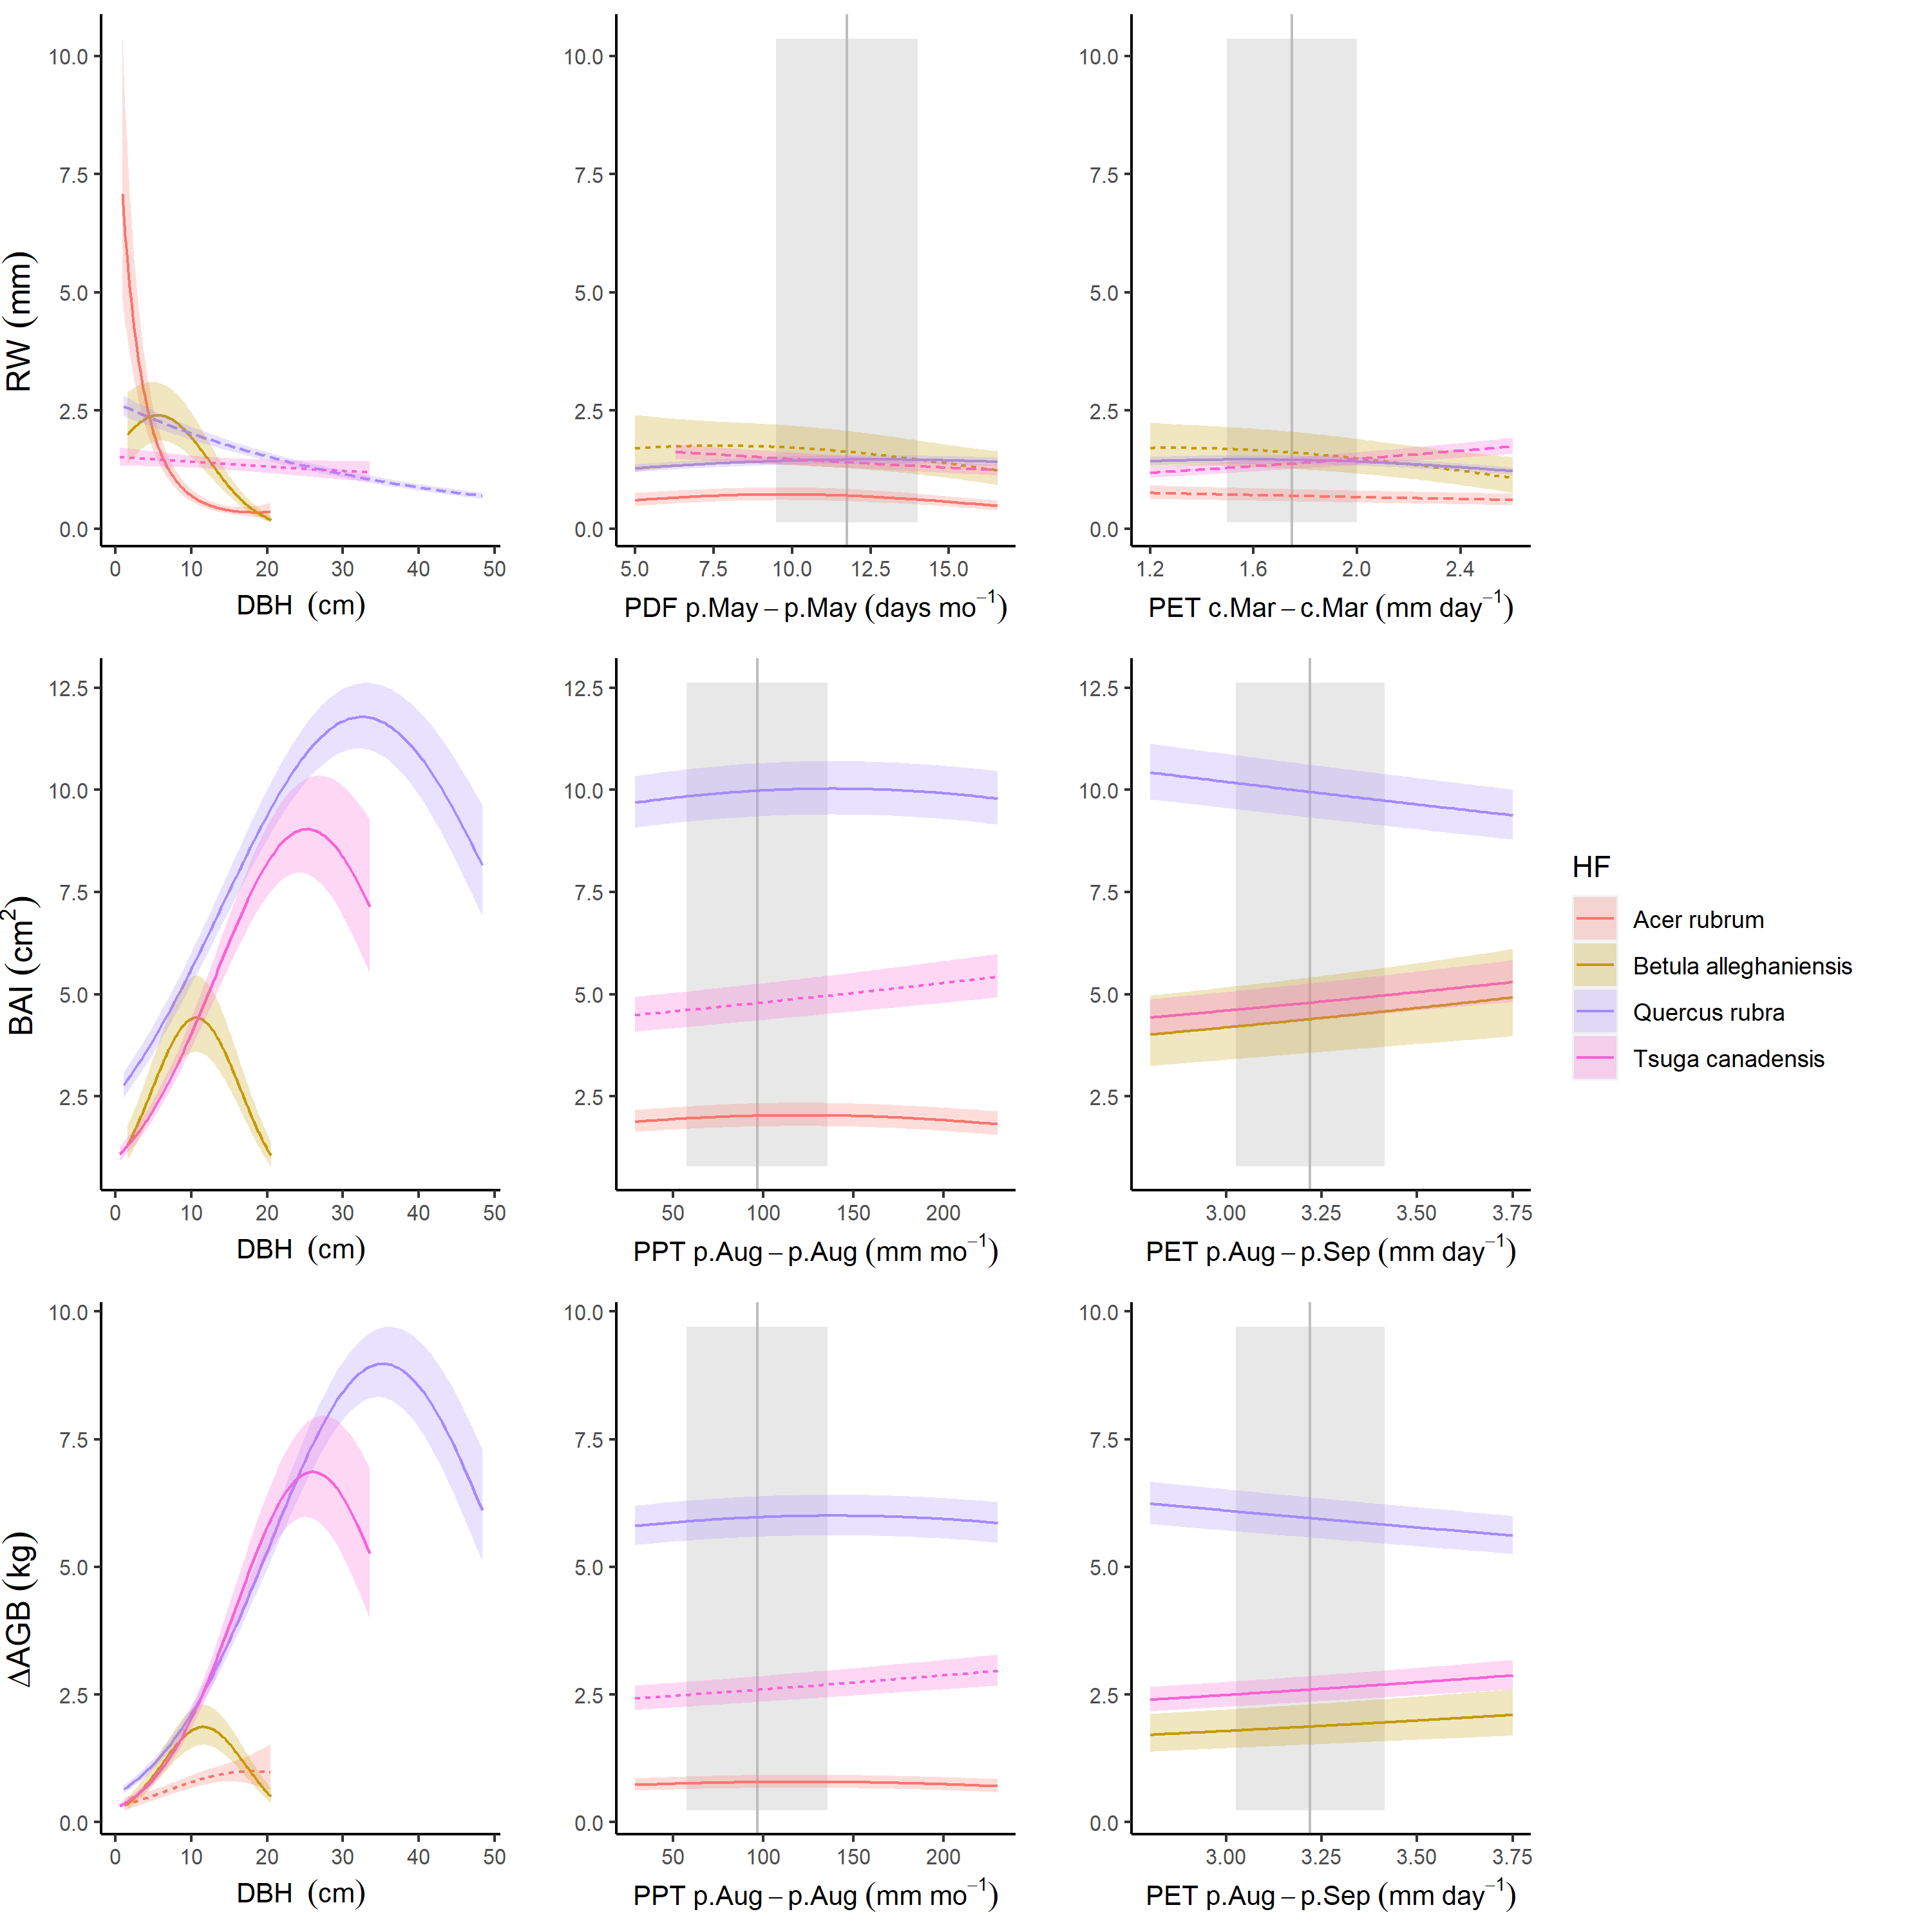 RW (mm)
10.0
7.5
5.0
2.5
0.0
0 10 20 30 40 50
DBH (cm)
10.0
7.5
5.0
2.5
0.0
5.0 7.5 10.0 12.5 15.0
PDF p.May – p.May (days mo⁻¹)
10.0
7.5
5.0
2.5
0.0
1.2 1.6 2.0 2.4
PET c.Mar – c.Mar (mm day⁻¹)
BAI (cm²)
12.5
10.0
7.5
5.0
2.5
0 10 20 30 40 50
DBH (cm)
12.5
10.0
7.5
5.0
2.5
50 100 150 200
PPT p.Aug – p.Aug (mm mo⁻¹)
12.5
10.0
7.5
5.0
2.5
3.00 3.25 3.50 3.75
PET p.Aug – p.Sep (mm day⁻¹)
HF
Acer rubrum
Betula alleghaniensis
Quercus rubra
Tsuga canadensis
ΔAGB (kg)
10.0
7.5
5.0
2.5
0.0
0 10 20 30 40 50
DBH (cm)
10.0
7.5
5.0
2.5
0.0
50 100 150 200
PPT p.Aug – p.Aug (mm mo⁻¹)
10.0
7.5
5.0
2.5
0.0
3.00 3.25 3.50 3.75
PET p.Aug – p.Sep (mm day⁻¹)